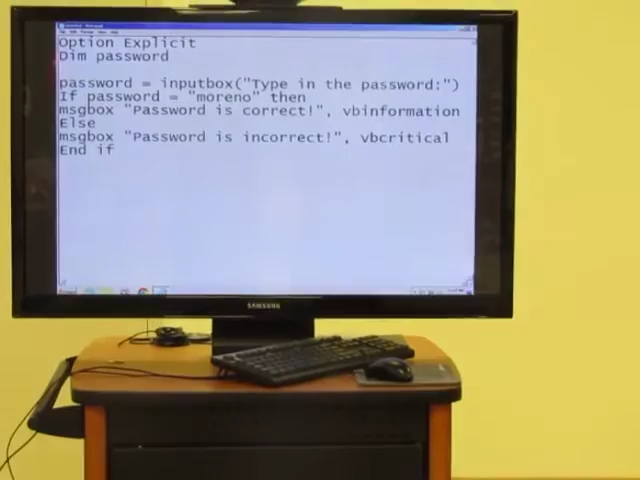 Option Explicit
Dim password
password = inputbox("Type in the password:")
If password = "moreno" then
msgbox "Password is correct!", vbinformation
Else
msgbox "Password is incorrect!", vbcritical
End if
SAMSUNG